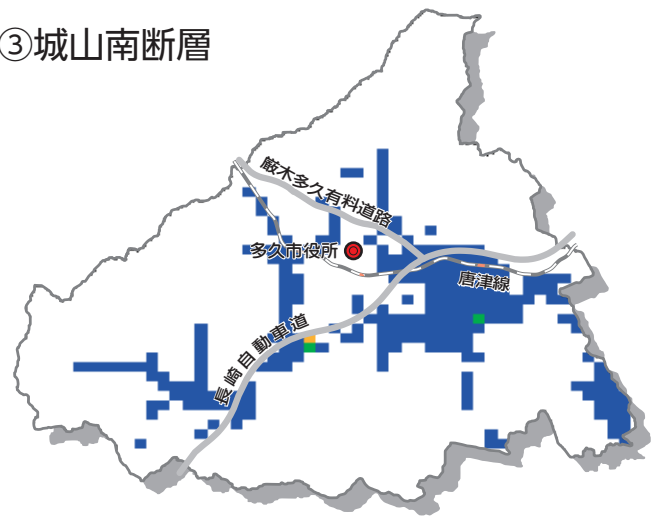 ③城山南断層
厳木多久有料道路
多久市役所
唐津線
長崎自動車道